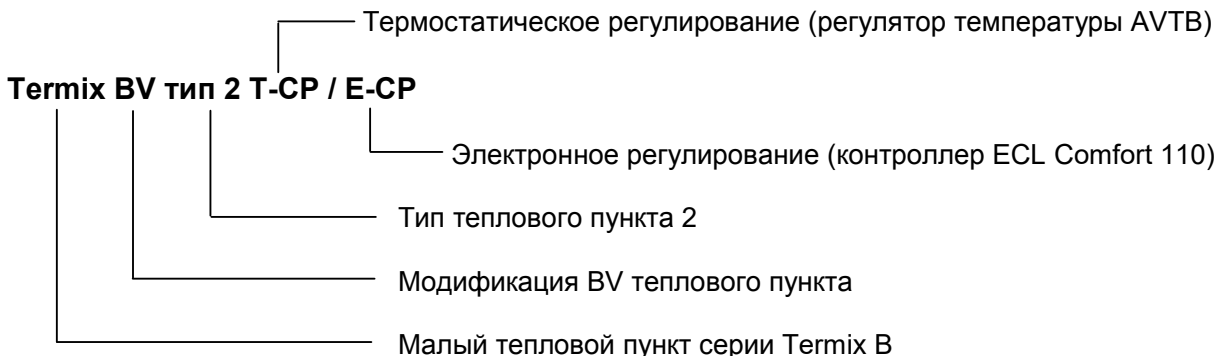 Термостатическое регулирование (регулятор температуры AVTB)
Termix BV тип 2 T-CP / E-CP
Электронное регулирование (контроллер ECL Comfort 110)
Тип теплового пункта 2
Модификация BV теплового пункта
Малый тепловой пункт серии Termix B